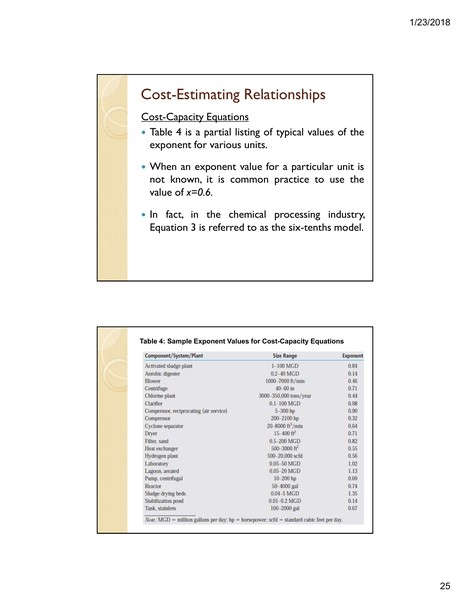 1/23/2018
Cost-Estimating Relationships
Cost-Capacity Equations
• Table 4 is a partial listing of typical values of the
exponent for various units.
• When an exponent value for a particular unit is
not known, it is common practice to use the
value of x=0.6.
• In fact, in the chemical processing industry,
Equation 3 is referred to as the six-tenths model.
Table 4: Sample Exponent Values for Cost-Capacity Equations
Component/System/Plant Size Range Exponent
Activated sludge plant 1–100 MGD 0.84
Aerobic digester 0.2–40 MGD 0.14
Blower 1000–7000 ft/min 0.46
Centrifuge 40–60 in 0.71
Chlorine plant 3000–350,000 tons/year 0.44
Clarifier 0.1–100 MGD 0.98
Compressor, reciprocating (air service) 5–300 hp 0.90
Compressor 200–2100 hp 0.32
Cyclone separator 20–8000 ft³/min 0.64
Dryer 15–400 ft² 0.71
Filter, sand 0.5–200 MGD 0.82
Heat exchanger 500–3000 ft² 0.55
Hydrogen plant 500–20,000 scfd 0.56
Laboratory 0.05–50 MGD 1.02
Lagoon, aerated 0.05–20 MGD 1.13
Pump, centrifugal 10–200 hp 0.69
Reactor 50–4000 gal 0.74
Sludge drying beds 0.04–5 MGD 1.35
Stabilization pond 0.01–0.2 MGD 0.14
Tank, stainless 100–2000 gal 0.67
Note: MGD = million gallons per day; hp = horsepower; scfd = standard cubic feet per day.
25